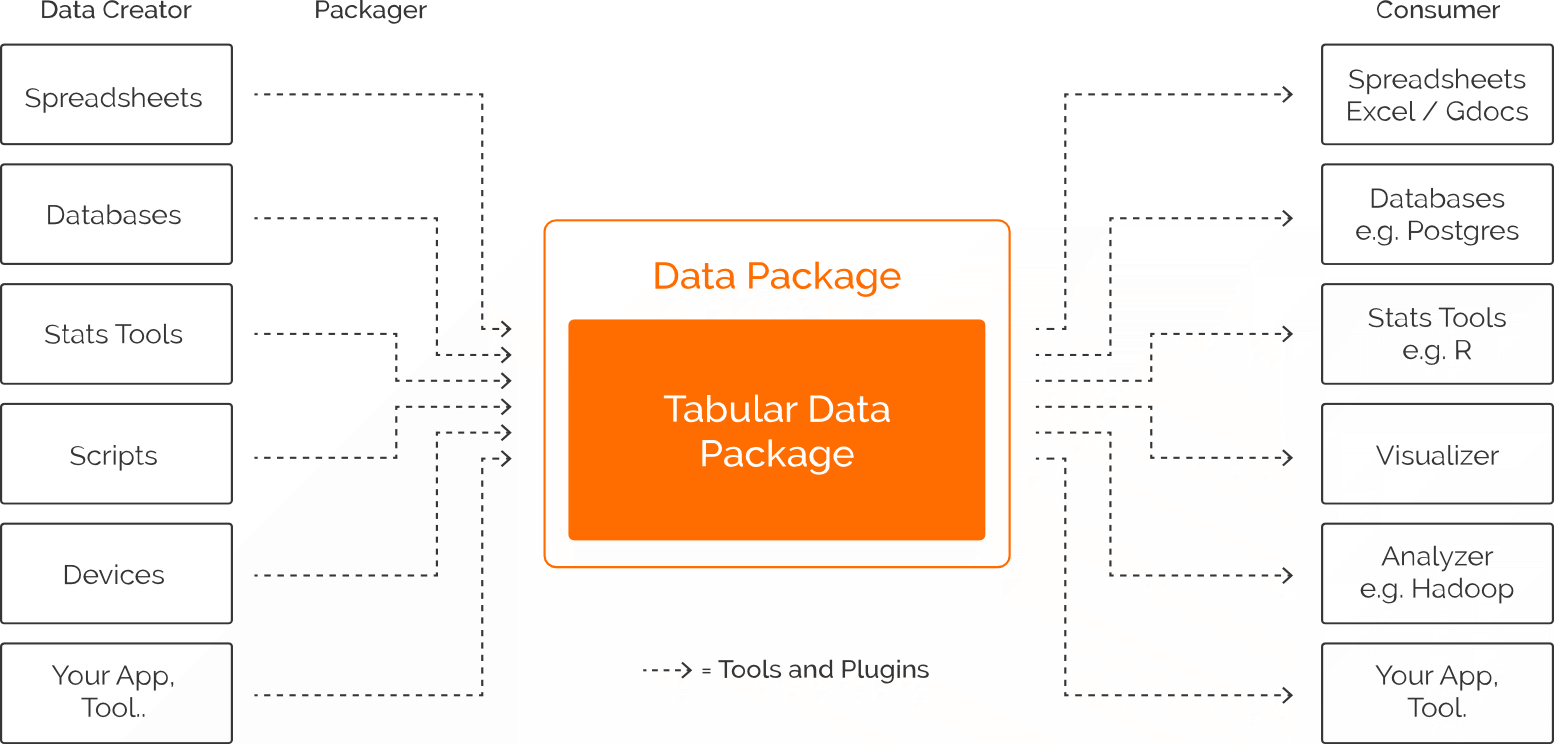 Data Creator
Packager
Consumer
Spreadsheets
Databases
Stats Tools
Scripts
Devices
Your App,
Tool..
Data Package
Tabular Data
Package
= Tools and Plugins
Spreadsheets
Excel / Gdocs
Databases
e.g. Postgres
Stats Tools
e.g. R
Visualizer
Analyzer
e.g. Hadoop
Your App,
Tool.